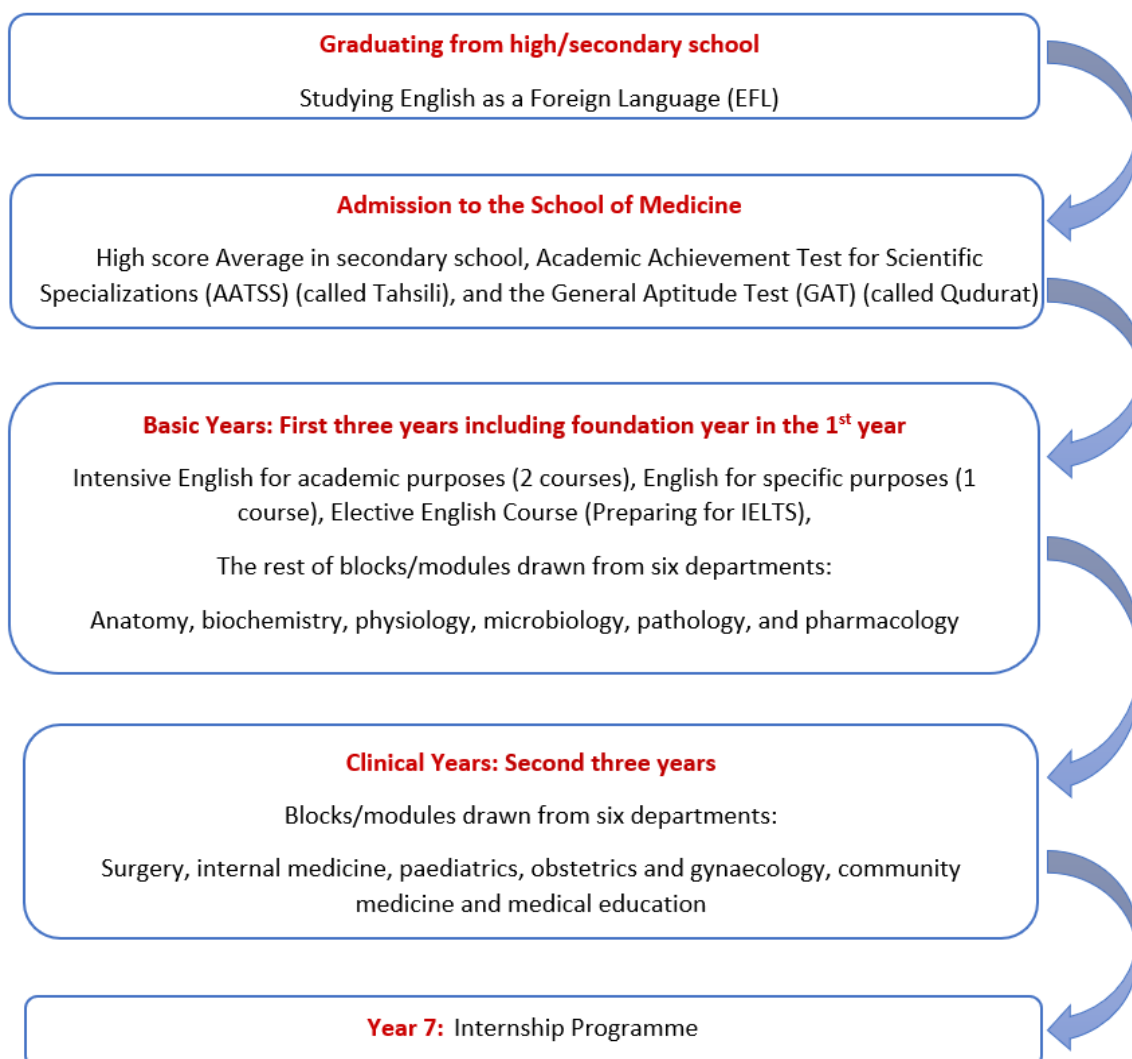 Graduating from high/secondary school
Studying English as a Foreign Language (EFL)
Admission to the School of Medicine
High score Average in secondary school, Academic Achievement Test for Scientific
Specializations (AATSS) (called Tahsili), and the General Aptitude Test (GAT) (called Qudurat)
Basic Years: First three years including foundation year in the 1st year
Intensive English for academic purposes (2 courses), English for specific purposes (1
course), Elective English Course (Preparing for IELTS),
The rest of blocks/modules drawn from six departments:
Anatomy, biochemistry, physiology, microbiology, pathology, and pharmacology
Clinical Years: Second three years
Blocks/modules drawn from six departments:
Surgery, internal medicine, paediatrics, obstetrics and gynaecology, community
medicine and medical education
Year 7: Internship Programme